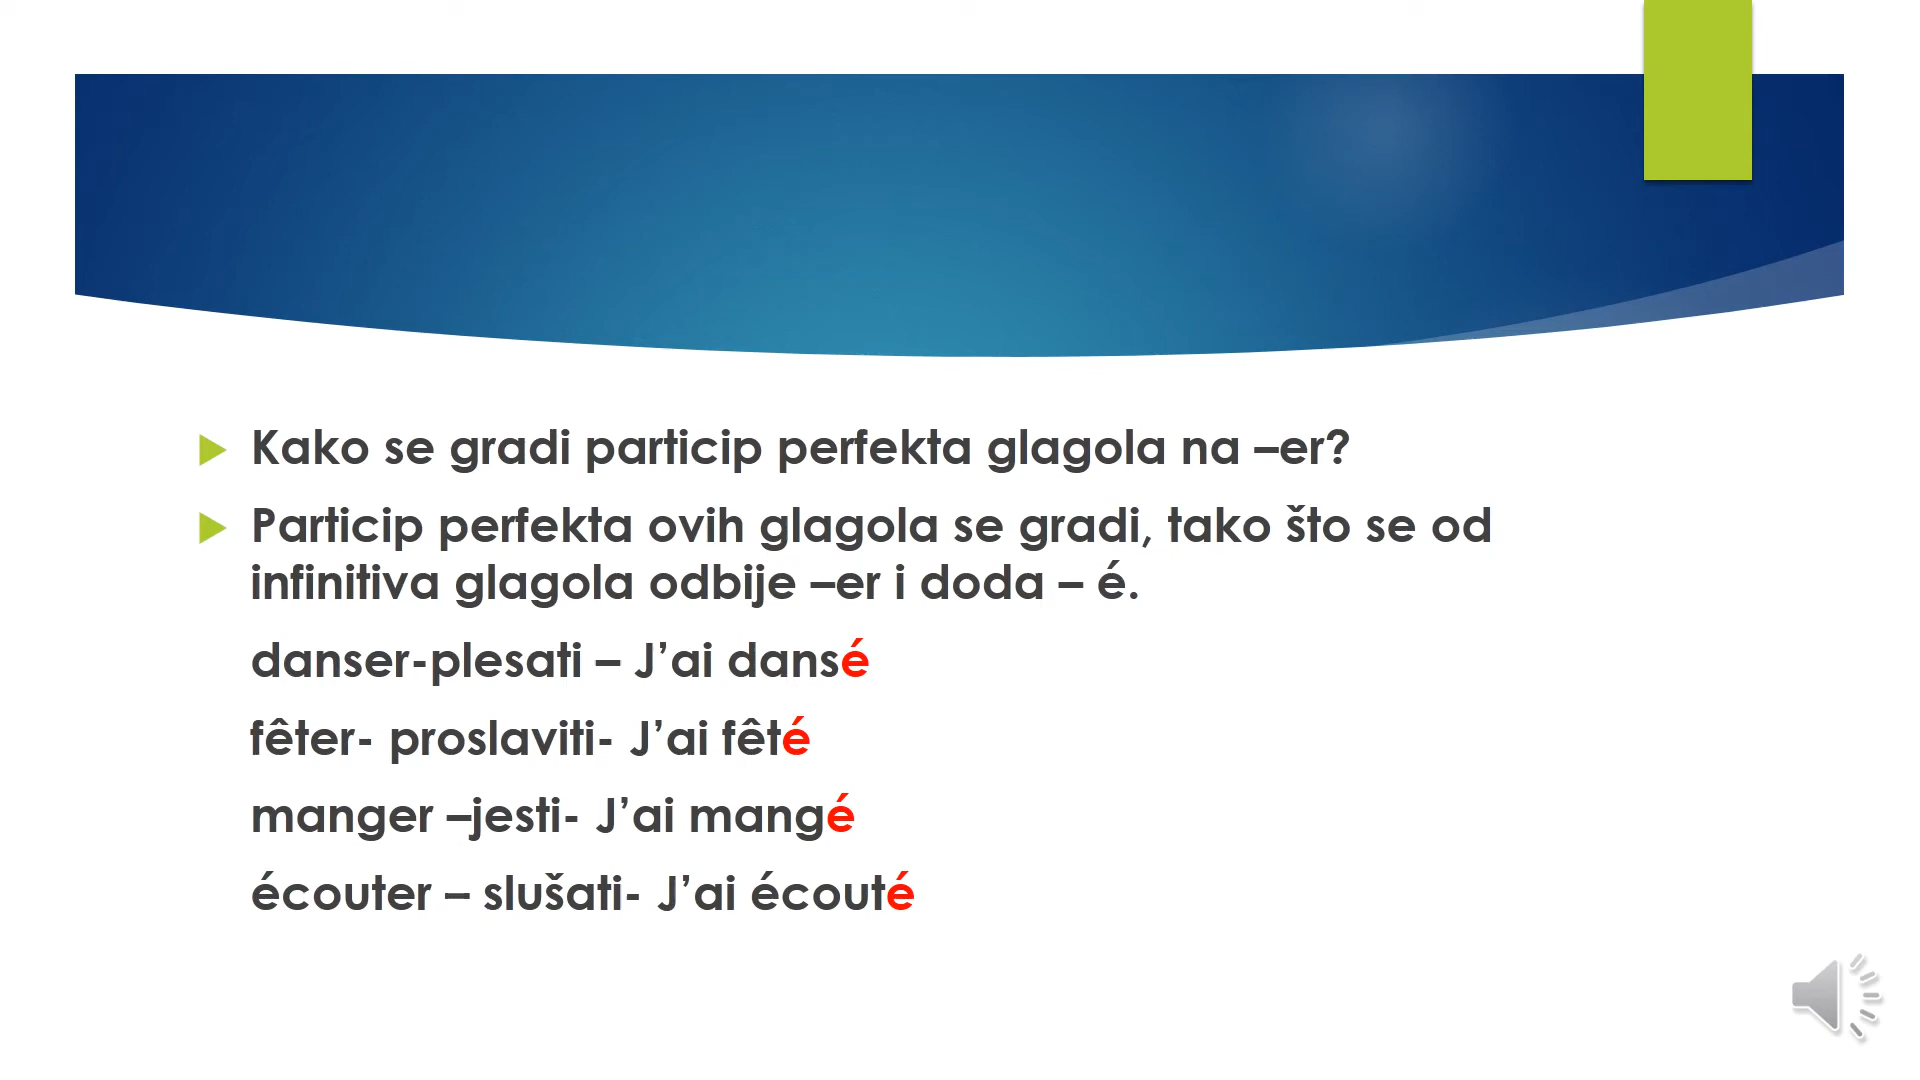 Kako se gradi particip perfekta glagola na –er?
Particip perfekta ovih glagola se gradi, tako što se od
infinitiva glagola odbije –er i doda – é.
danser-plesati – J’ai dansé
fêter- proslaviti- J’ai fêté
manger –jesti- J’ai mangé
écouter – slušati- J’ai écouté